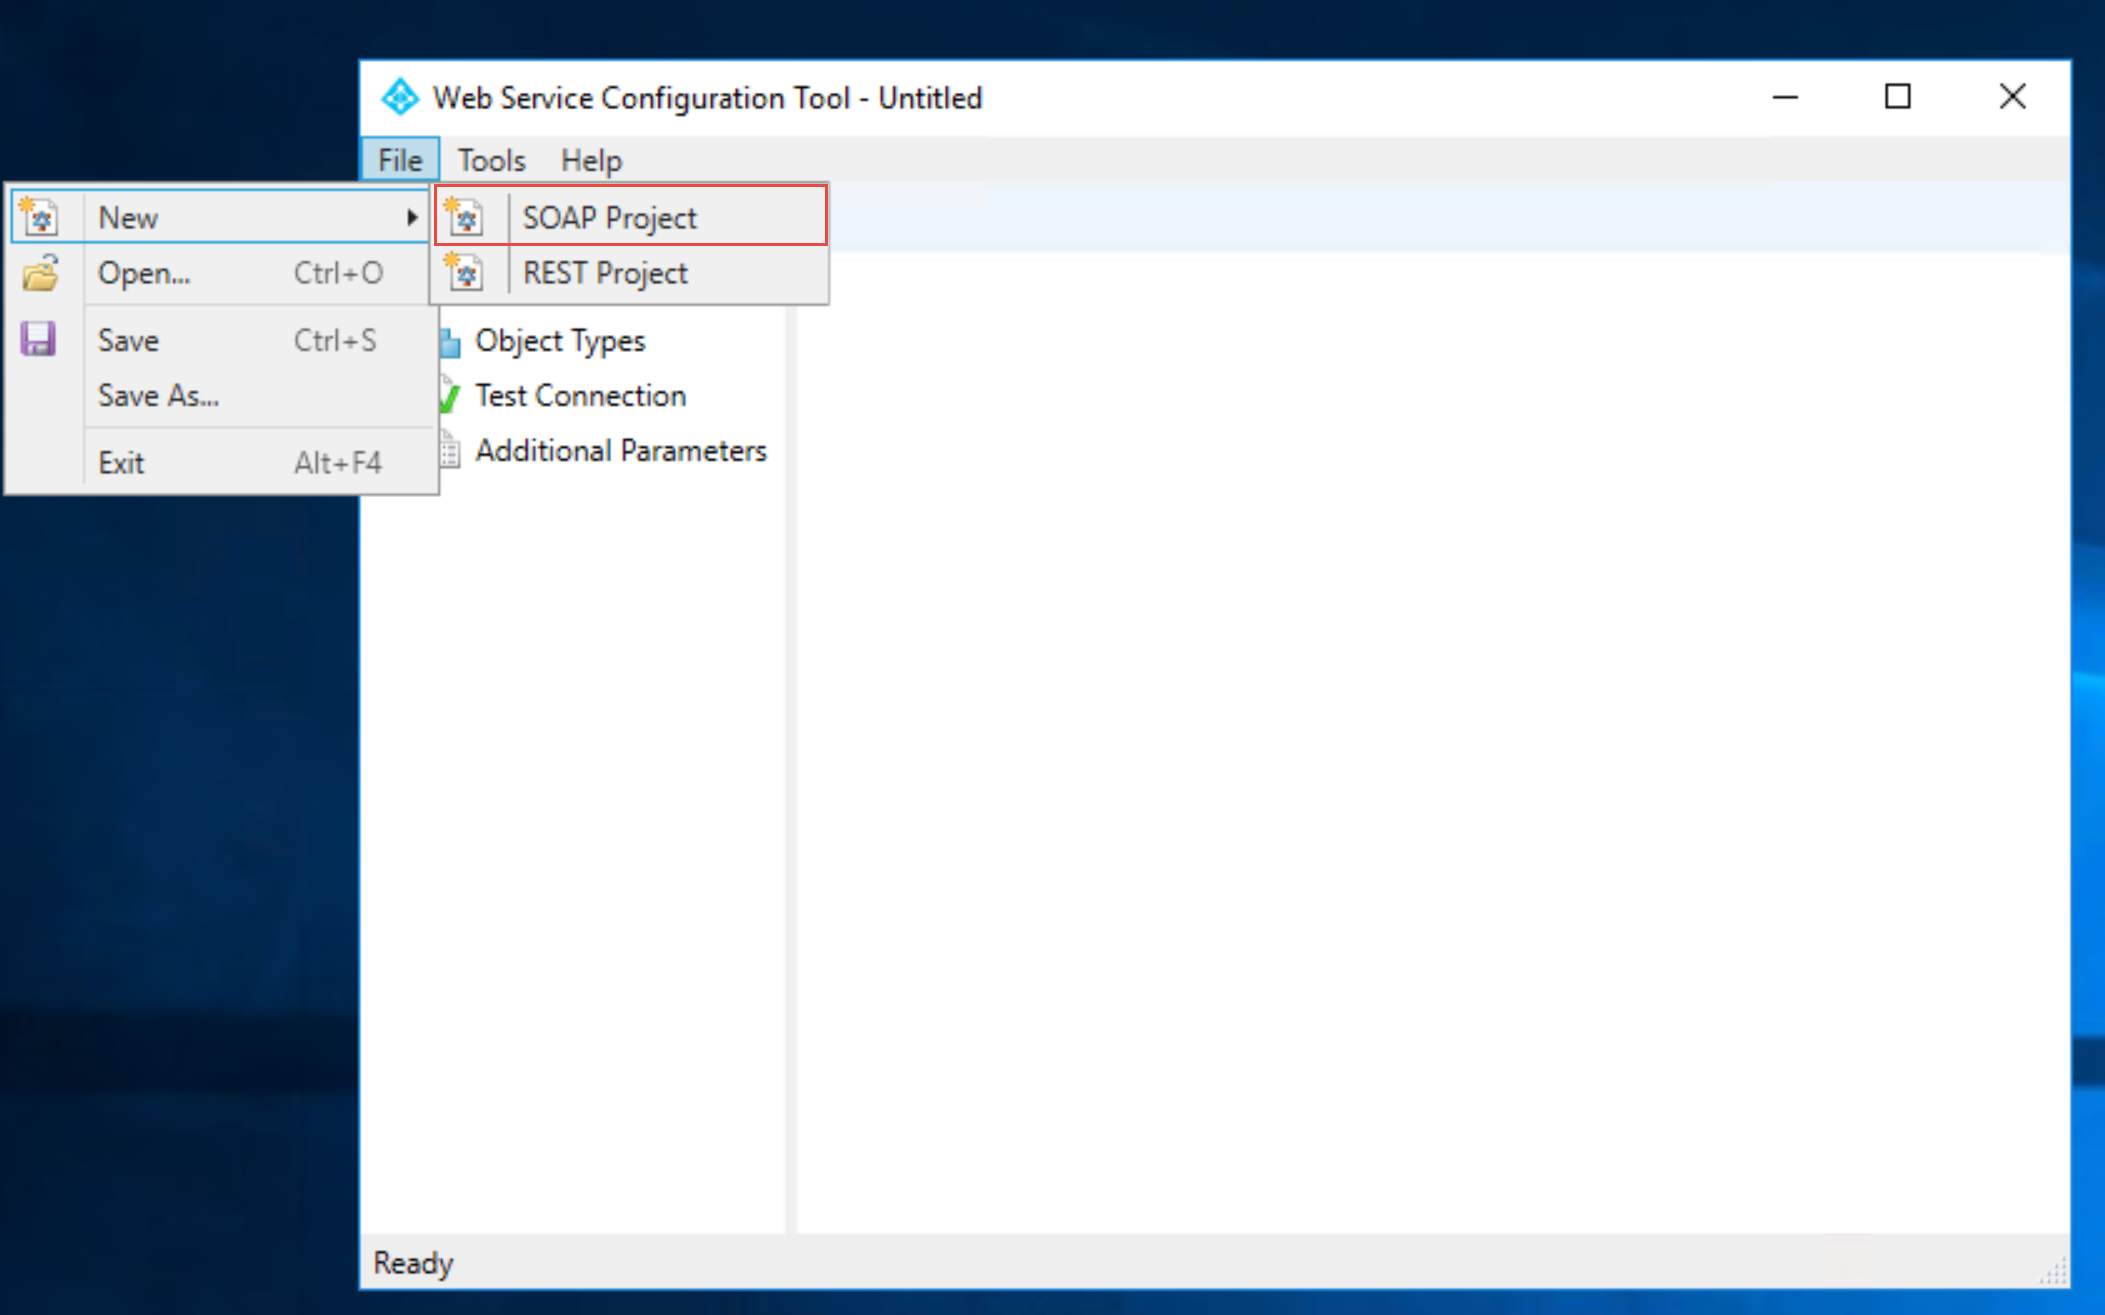 Web Service Configuration Tool - Untitled
File Tools Help
New
SOAP Project
Open... Ctrl+O
REST Project
Save Ctrl+S
Object Types
Save As...
Test Connection
Exit Alt+F4
Additional Parameters
Ready